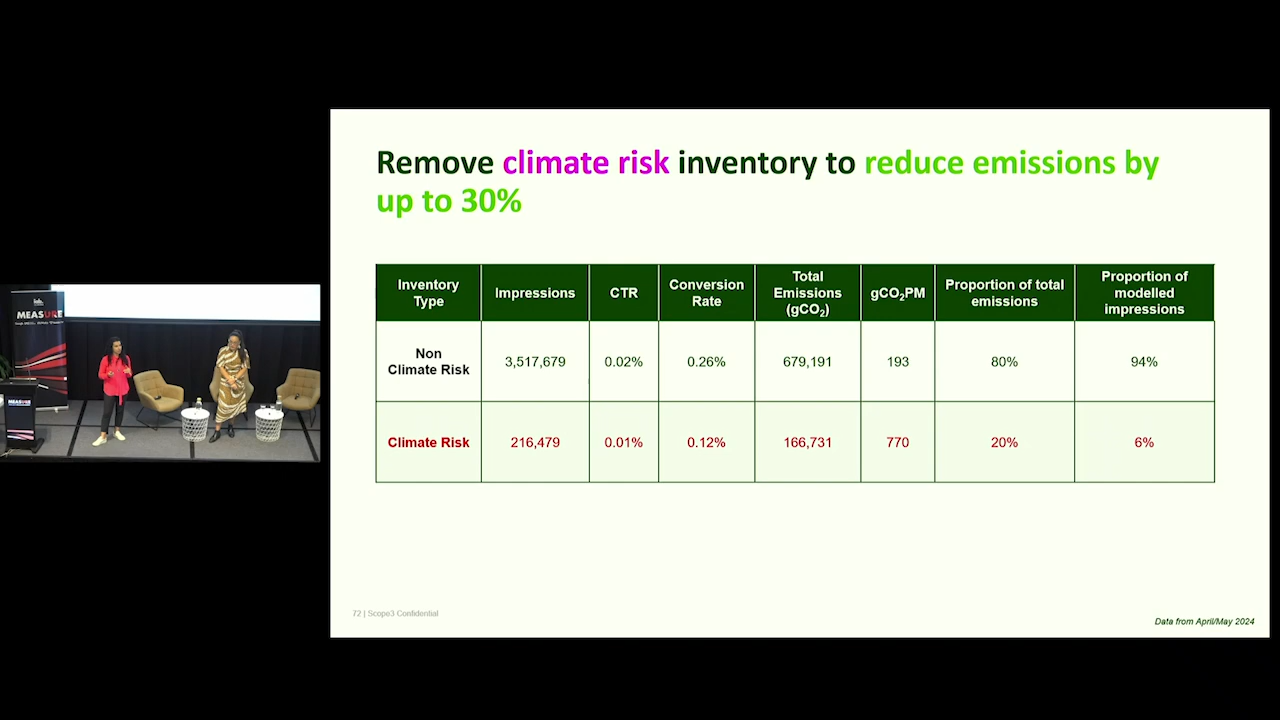 Remove climate risk inventory to reduce emissions by
up to 30%
Inventory
Type
Impressions
CTR
Conversion
Rate
Total
Emissions
(gCO2)
gCO2PM
Proportion of total
emissions
Proportion of
modelled
impressions
Non
Climate Risk
3,517,679
0.02%
0.26%
679,191
193
80%
94%
Climate Risk
216,479
0.01%
0.12%
166,731
770
20%
6%
72 | Scope3 Confidential
Data from April/May 2024
iab.
MEASURE
MEASURE